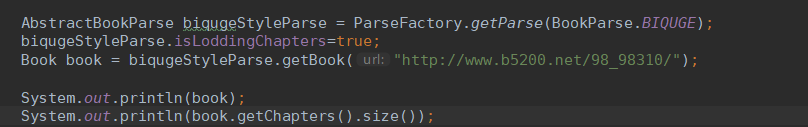 AbstractBookParse biqugeStyleParse = ParseFactory.getParse(BookParse.BIQUGE);
biqugeStyleParse.isLoddingChapters=true;
Book book = biqugeStyleParse.getBook( url: "http://www.b5200.net/98_98310/");
System.out.println(book);
System.out.println(book.getChapters().size());